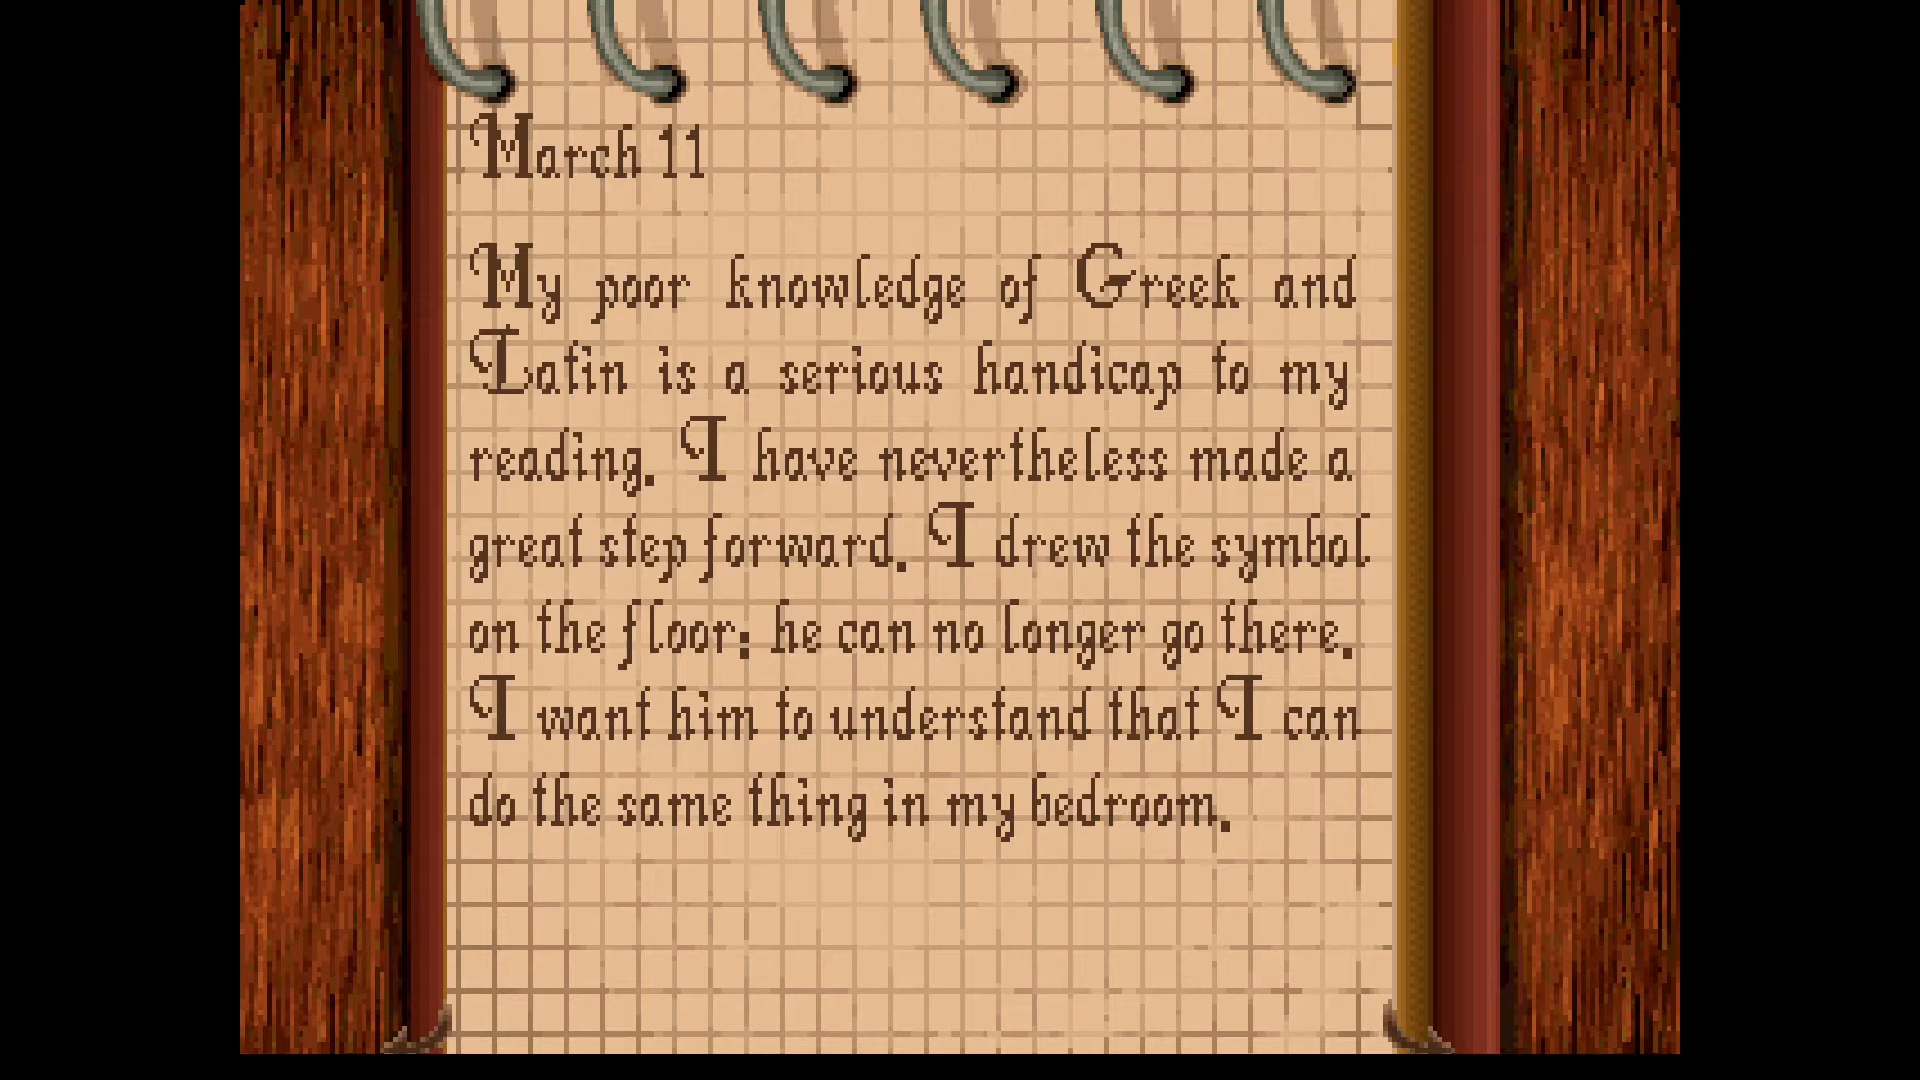 March 11
My poor knowledge of Greek and
Latin is a serious handicap to my
reading. I have nevertheless made a
great step forward. I drew the symbol
on the floor: he can no longer go there.
I want him to understand that I can
do the same thing in my bedroom.